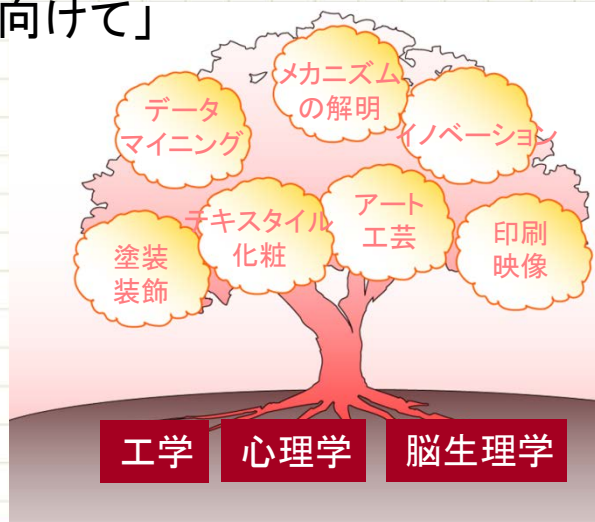 向けて」
メカニズム
の解明
データ
マイニング
イノベーション
テキスタイル
化粧
アート
工芸
塗装
装飾
印刷
映像
工学
心理学
脳生理学